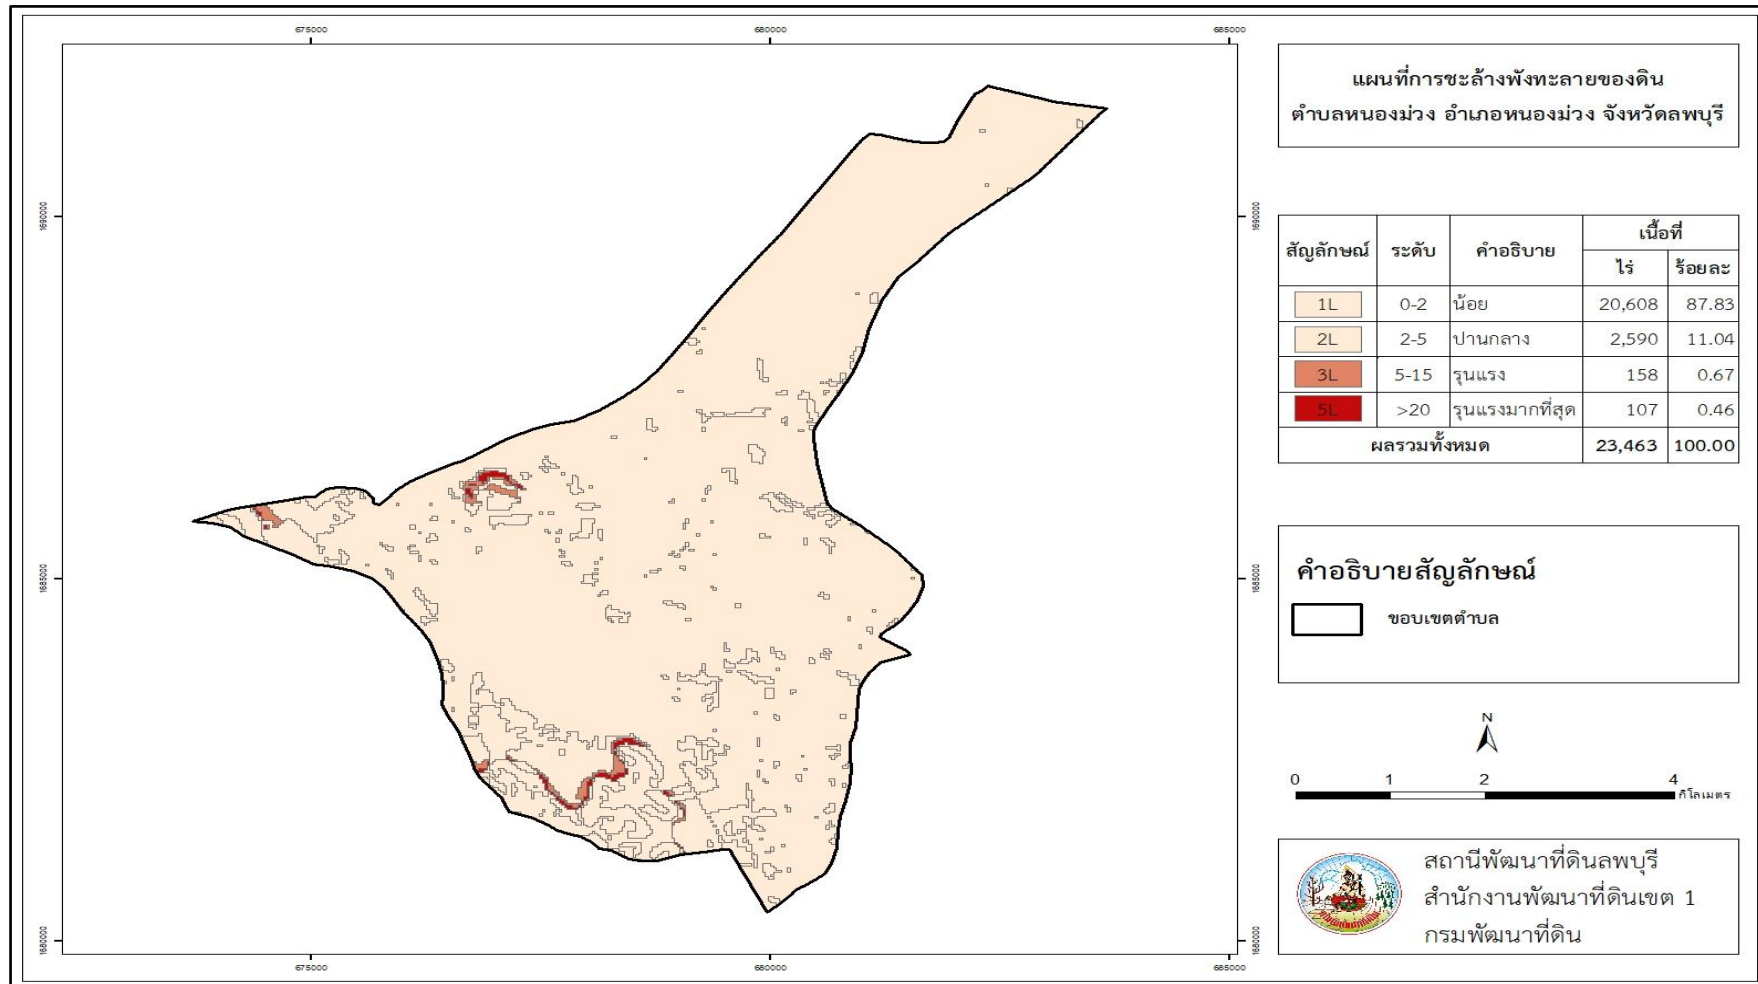 675000
680000
685000
แผนที่การชะล้างพังทะลายของดิน
ตำบลหนองม่วง อำเภอหนองม่วง จังหวัดลพบุรี
1690000
1690000
สัญลักษณ์ ระดับ คำอธิบาย เนื้อที่
ไร่ ร้อยละ
1L 0-2 น้อย 20,608 87.83
2L 2-5 ปานกลาง 2,590 11.04
3L 5-15 รุนแรง 158 0.67
5L >20 รุนแรงมากที่สุด 107 0.46
ผลรวมทั้งหมด 23,463 100.00
1685000
1685000
คำอธิบายสัญลักษณ์
ขอบเขตตำบล
N
0 1 2 4
กิโลเมตร
สถานีพัฒนาที่ดินลพบุรี
สำนักงานพัฒนาที่ดินเขต 1
กรมพัฒนาที่ดิน
1680000
1680000
675000
680000
685000